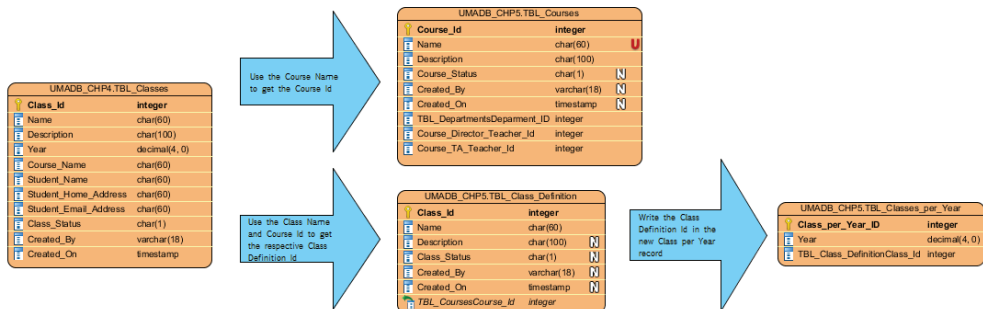 UMADB_CHP4.TBL_Classes
Class_Id integer
Name char(60)
Description char(100)
Year decimal(4, 0)
Course_Name char(60)
Student_Name char(60)
Student_Home_Address char(60)
Student_Email_Address char(60)
Class_Status char(1)
Created_By varchar(18)
Created_On timestamp
Use the Course Name
to get the Course Id
UMADB_CHP5.TBL_Courses
Course_Id integer
Name char(60) U
Description char(100)
Course_Status char(1) N
Created_By varchar(18) N
Created_On timestamp N
TBL_DepartmentsDeparment_ID integer
Course_Director_Teacher_Id integer
Course_TA_Teacher_Id integer
Use the Class Name
and Course Id to get
the respective Class
Definition Id
UMADB_CHP5.TBL_Class_Definition
Class_Id integer
Name char(60)
Description char(100) N
Class_Status char(1) N
Created_By varchar(18) N
Created_On timestamp N
TBL_CoursesCourse_Id integer
Write the Class
Definition Id in the
new Class per Year
record
UMADB_CHP5.TBL_Classes_per_Year
Class_per_Year_ID integer
Year decimal(4, 0)
TBL_Class_DefinitionClass_Id integer